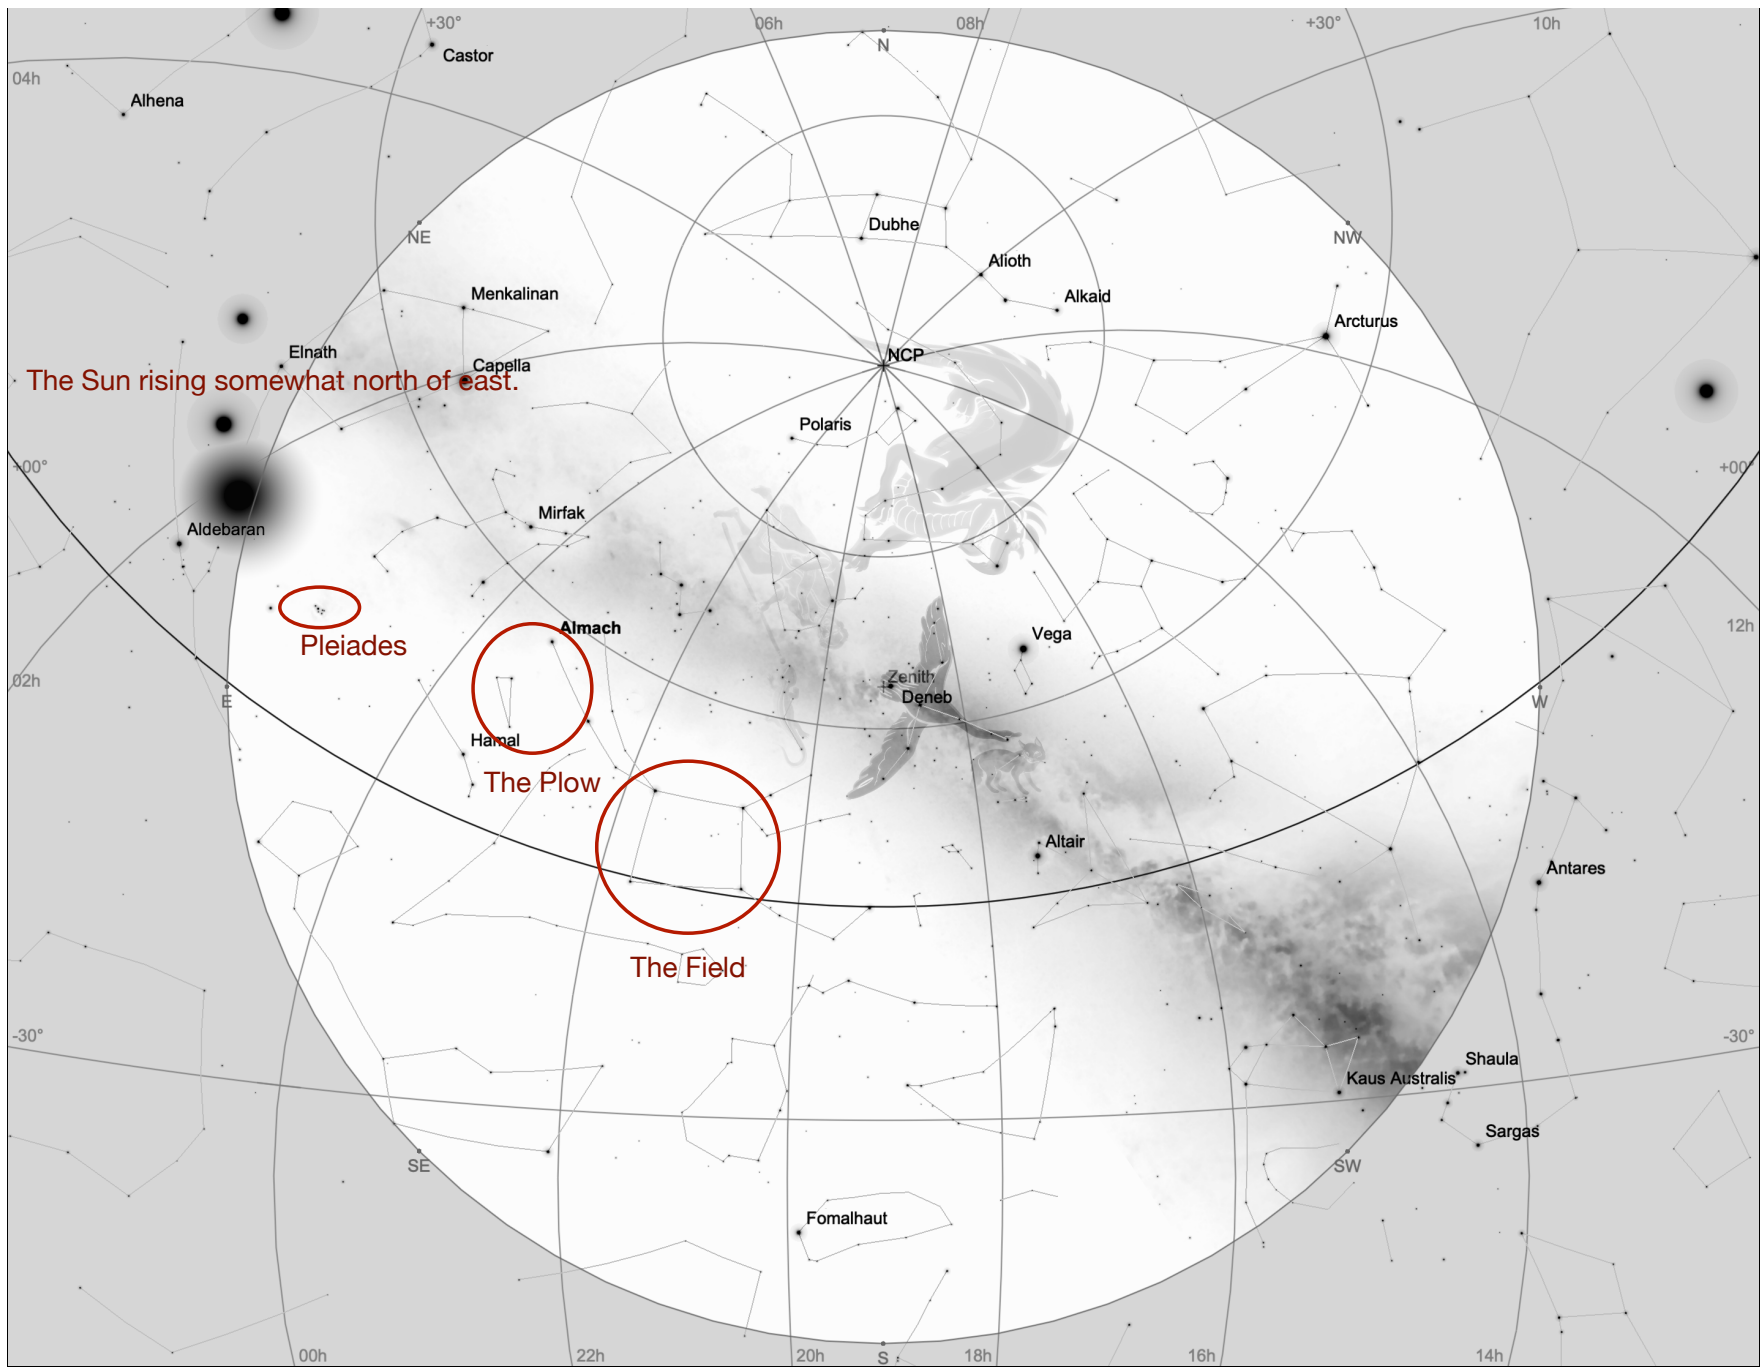 +30°
06h
08h
+30°
10h
N
Castor
04h
Alhena
Dubhe
NE
NW
Alioth
Menkalinan
Alkaid
Arcturus
Elnath
NCP
Capella
The Sun rising somewhat north of east.
Polaris
+00°
+00°
Mirfak
Aldebaran
Almach
12h
Vega
Pleiades
02h
Zenith
E
Deneb
W
Hamal
The Plow
Altair
Antares
The Field
-30°
-30°
Shaula
Kaus Australis
Sargas
SE
SW
Fomalhaut
00h
22h
20h
S
18h
16h
14h